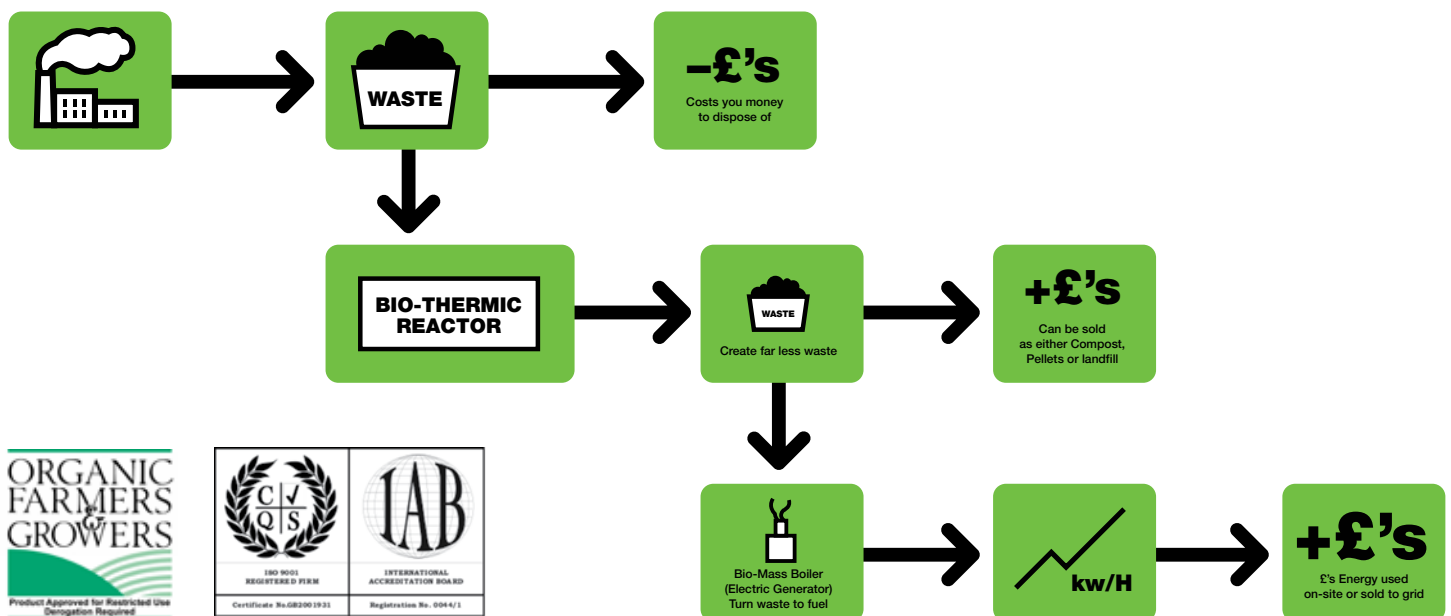 WASTE
–£’s
Costs you money
to dispose of
BIO-THERMIC
REACTOR
WASTE
Create far less waste
+£’s
Can be sold
as either Compost,
Pellets or landfill
ORGANIC
FARMERS
&
GROWERS
Product Approved for Restricted Use
Derogation Required
C √
Q S
ISO 9001
REGISTERED FIRM
Certificate No.GB2001931
IAB
INTERNATIONAL
ACCREDITATION BOARD
Registration No. 0044/1
Bio-Mass Boiler
(Electric Generator)
Turn waste to fuel
kw/H
+£’s
£’s Energy used
on-site or sold to grid